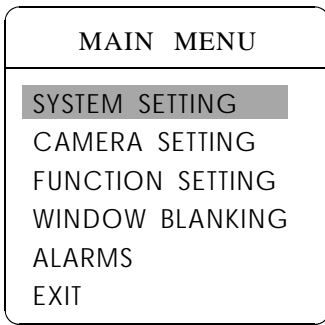 MAIN MENU
SYSTEM SETTING
CAMERA SETTING
FUNCTION SETTING
WINDOW BLANKING
ALARMS
EXIT